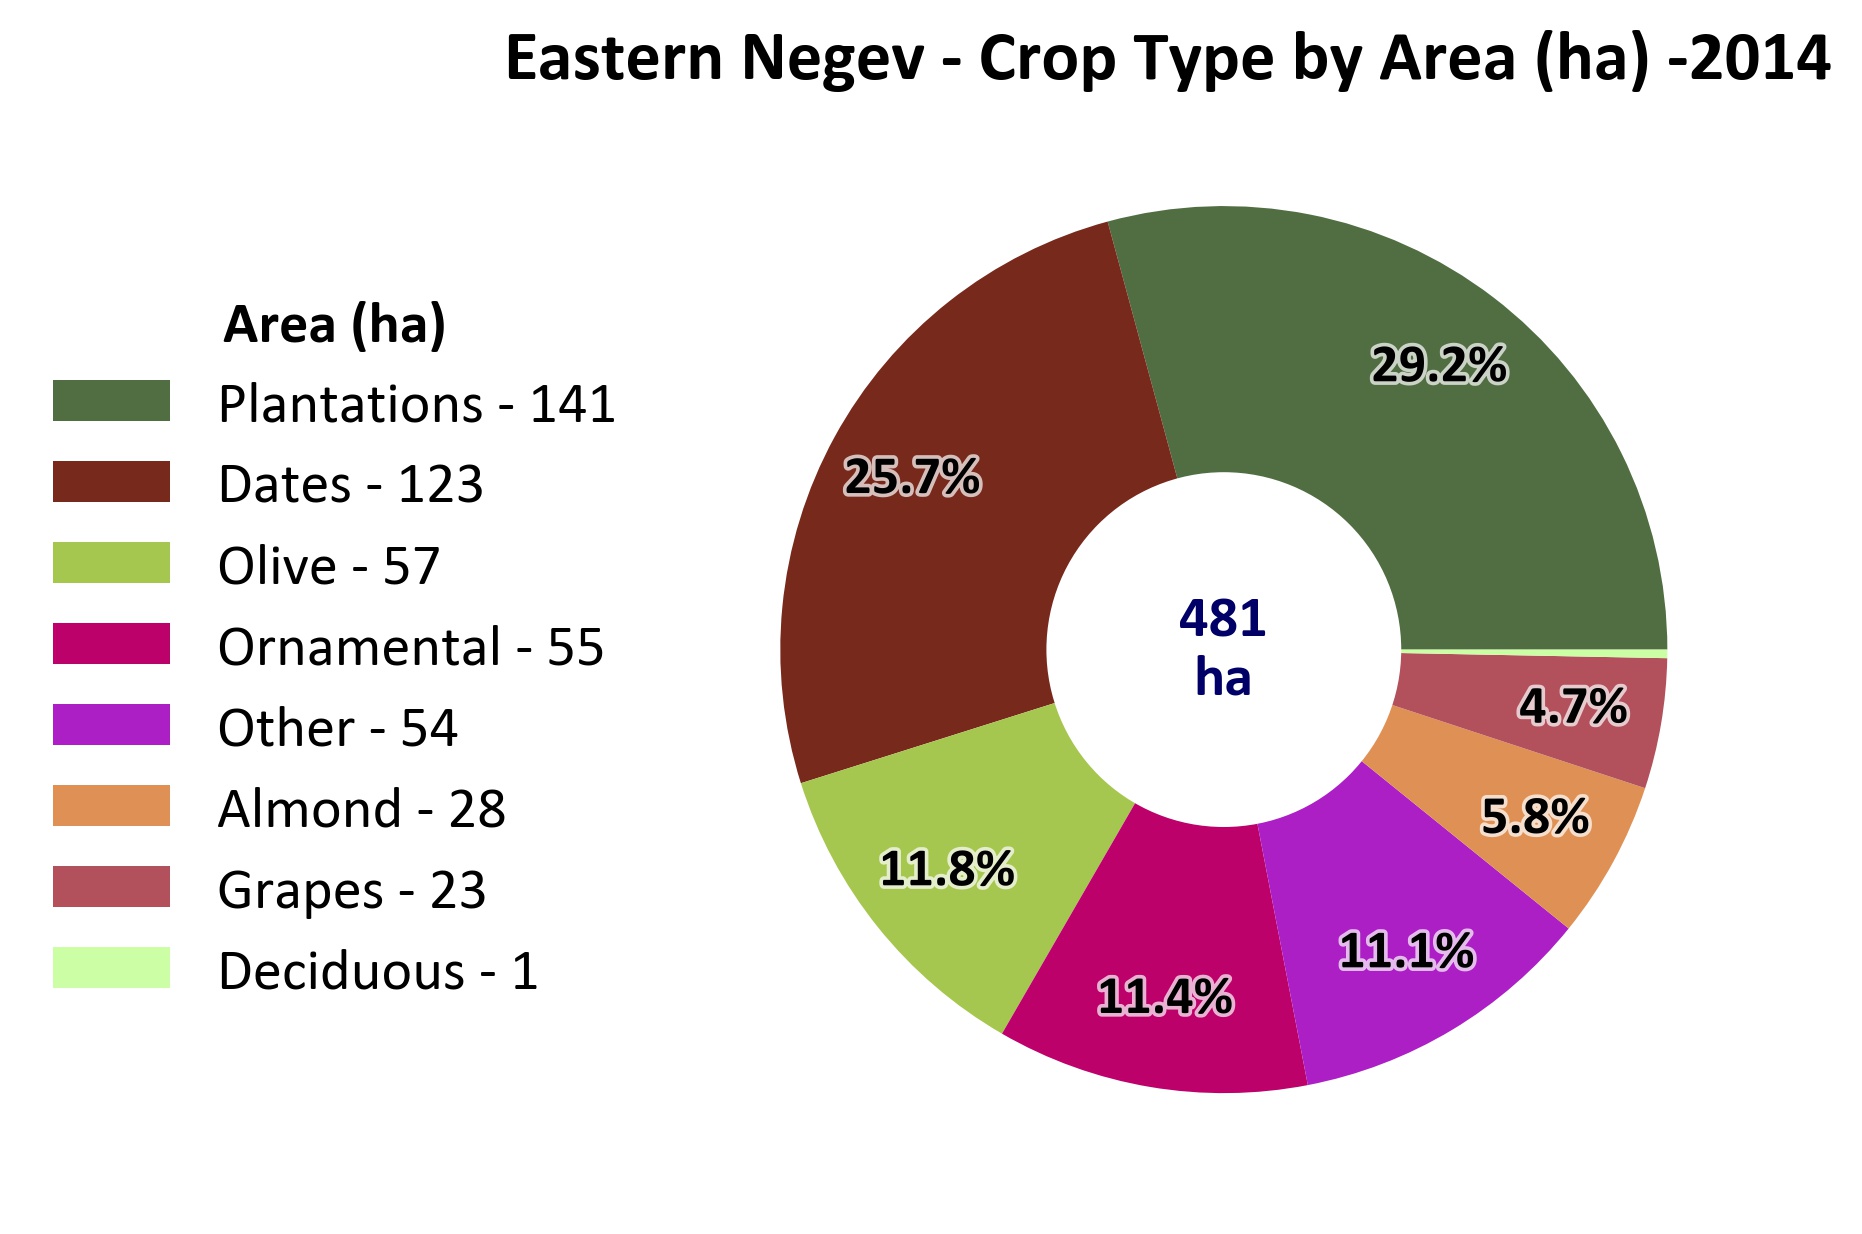 Eastern Negev - Crop Type by Area (ha) -2014
Area (ha)
Plantations - 141
Dates - 123
Olive - 57
Ornamental - 55
Other - 54
Almond - 28
Grapes - 23
Deciduous - 1
29.2%
25.7%
481
ha
4.7%
5.8%
11.8%
11.1%
11.4%